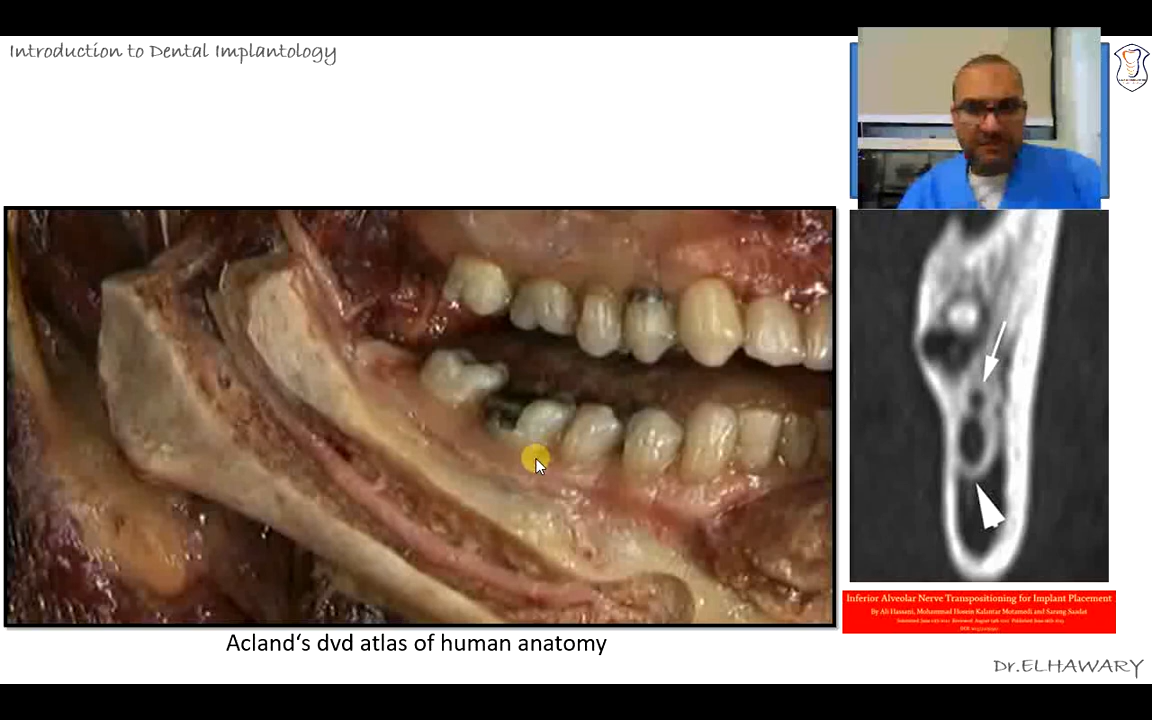 Introduction to Dental Implantology
Inferior Alveolar Nerve Transpositioning for Implant Placement
By Ali Hassani, Mohammad Hosein Kalantar Motamedi and Sarang Saadat
Acland's dvd atlas of human anatomy
Dr.ELHAWARY